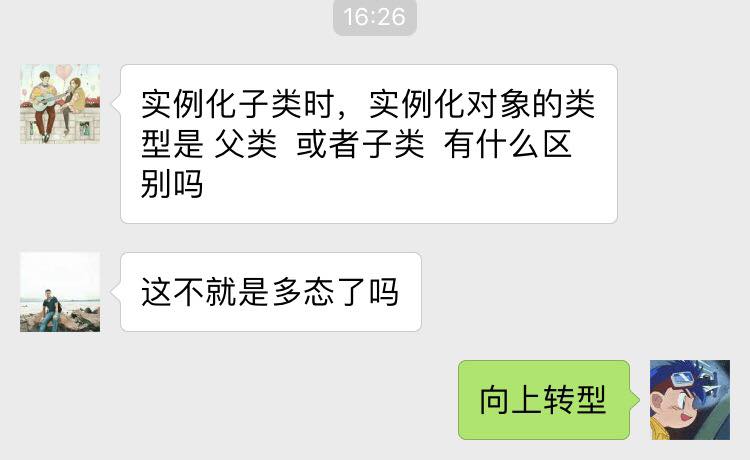 16:26
实例化子类时，实例化对象的类
型是 父类  或者子类  有什么区
别吗
这不就是多态了吗
向上转型